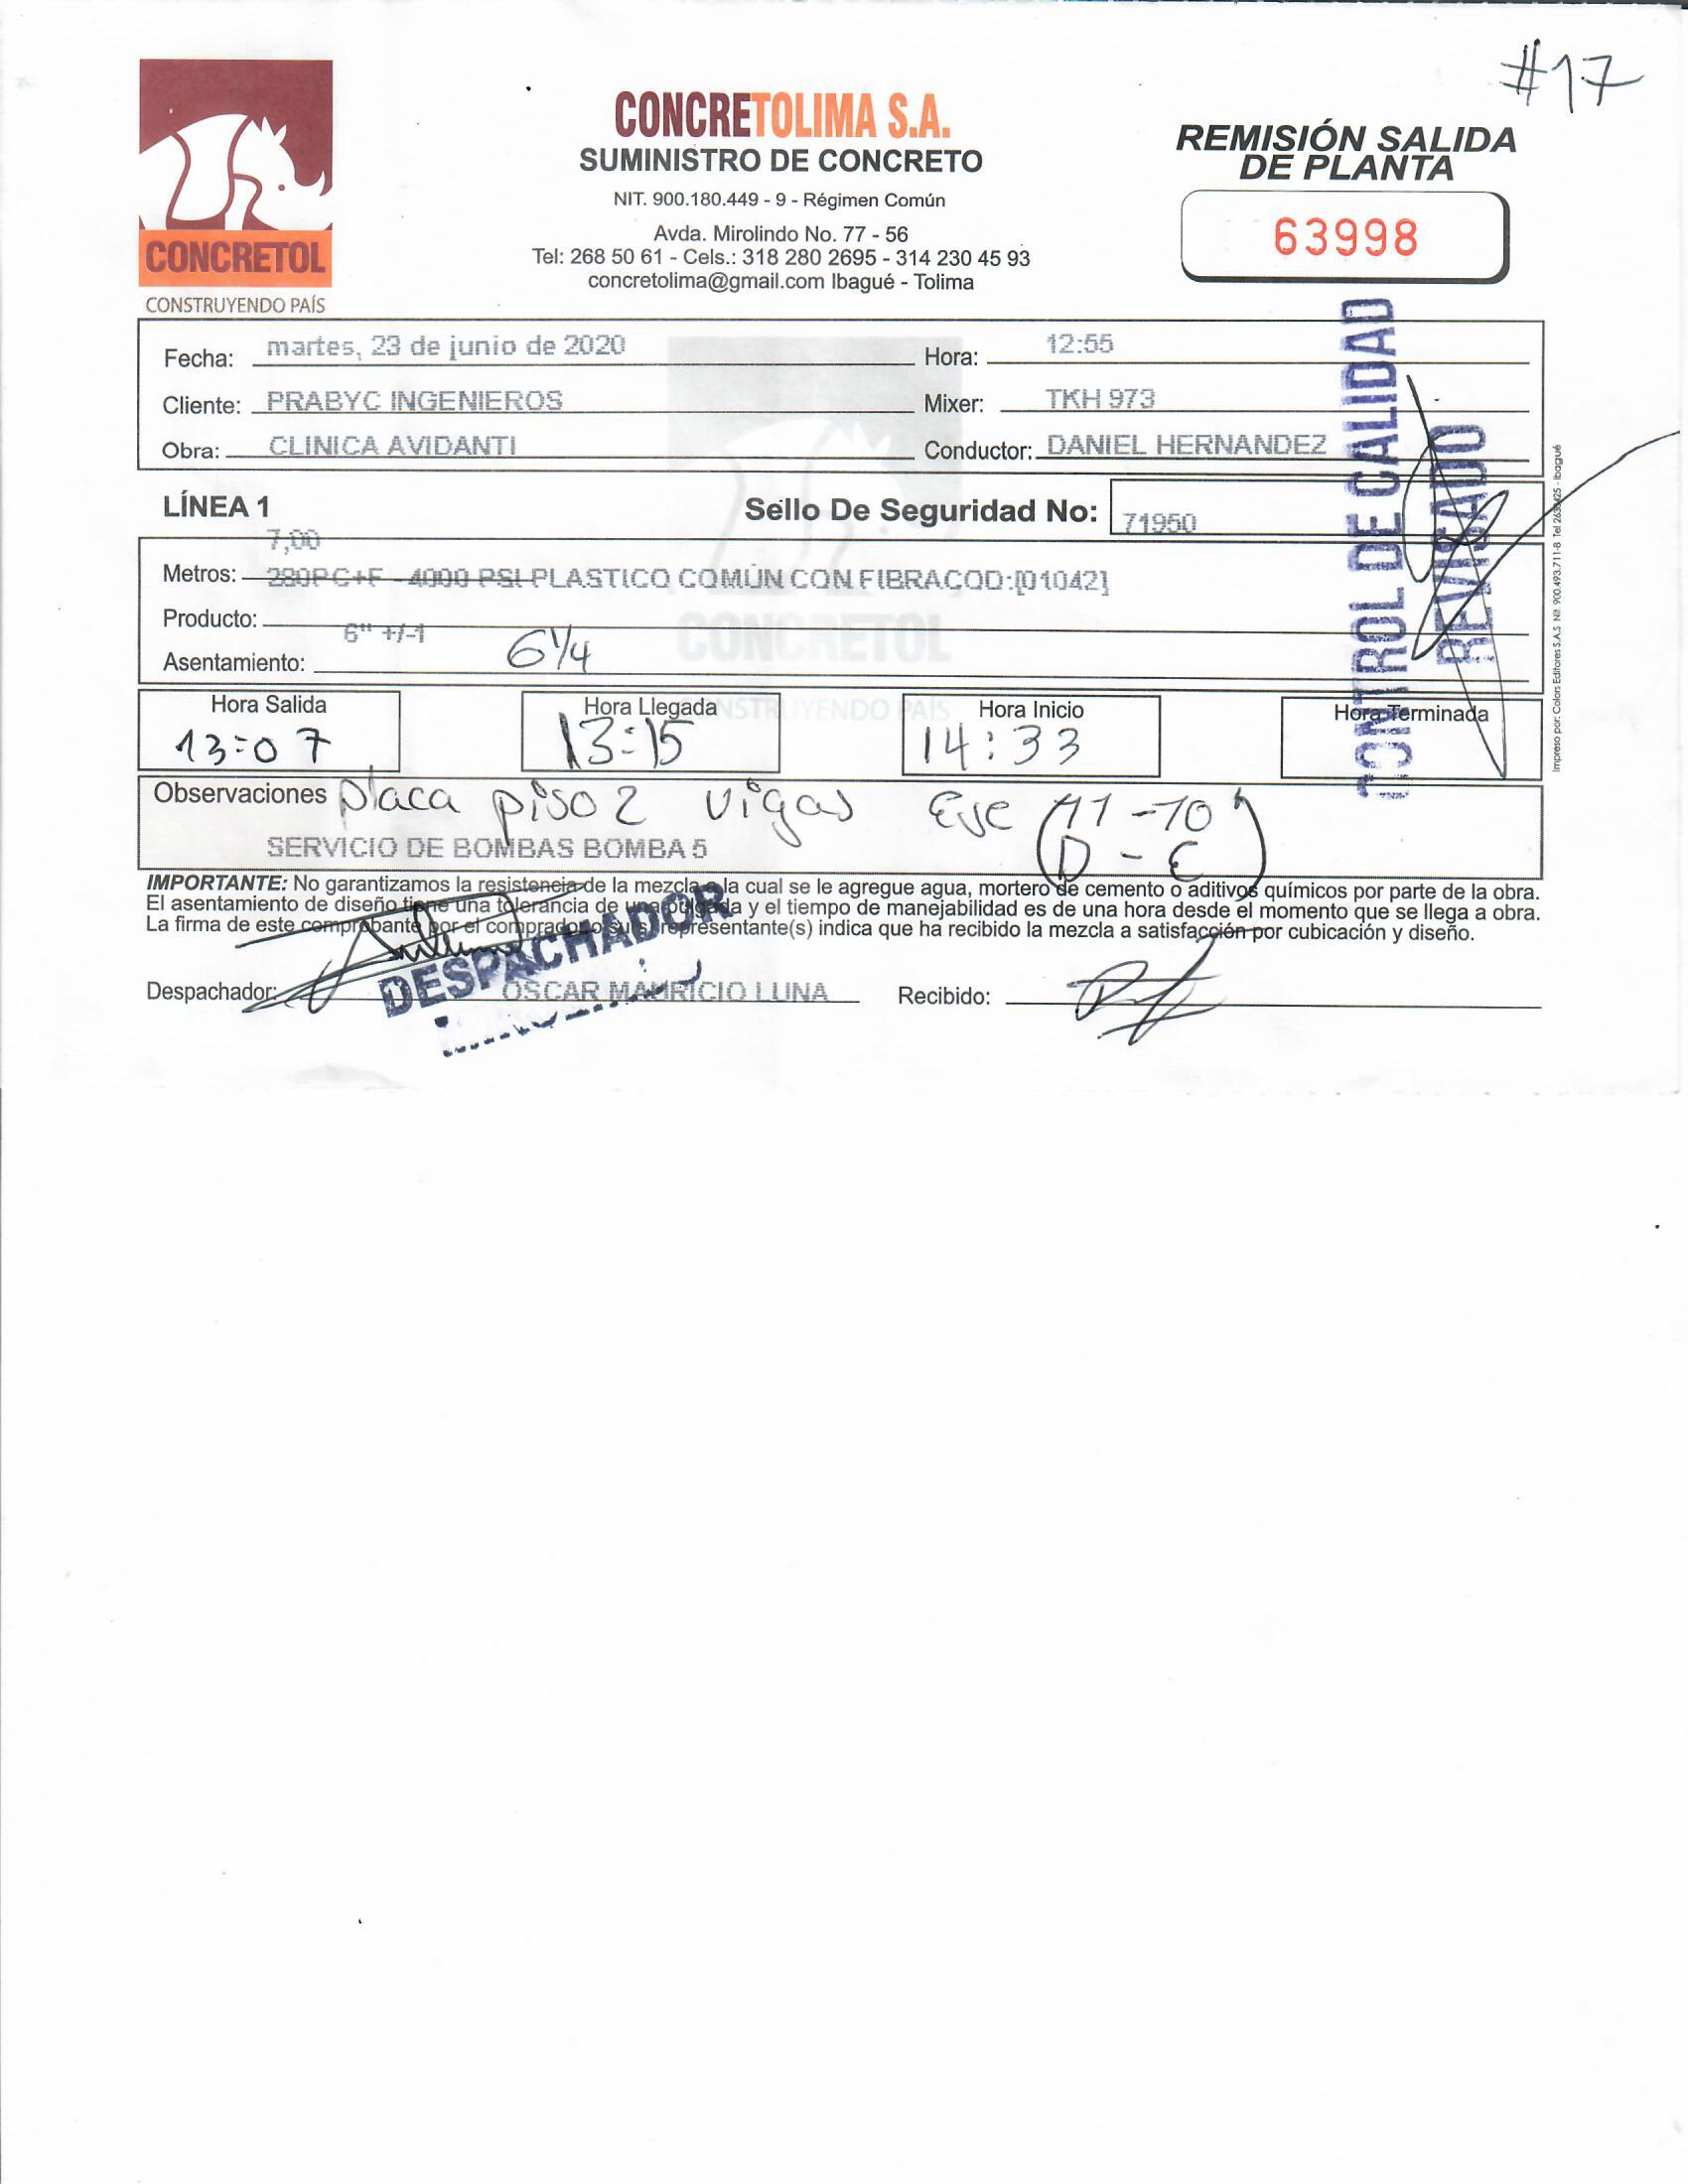 #17
CONCRETOLIMA S.A.
SUMINISTRO DE CONCRETO
NIT. 900.180.449 - 9 - Régimen Común
Avda. Mirolindo No. 77 - 56
Tel: 268 50 61 - Cels.: 318 280 2695 - 314 230 45 93
concretolima@gmail.com Ibagué - Tolima
REMISIÓN SALIDA
DE PLANTA
63998
CONCRETOL
CONSTRUYENDO PAÍS
Fecha: martes, 23 de junio de 2020 Hora: 12:55
Cliente: PRABYC INGENIEROS Mixer: TKH 973
Obra: CLINICA AVIDANTI Conductor: DANIEL HERNANDEZ
LÍNEA 1 Sello De Seguridad No: 71950
7,00
Metros: 280PC+F - 4000 PSI PLASTICO COMÚN CON FIBRACOD:[01042]
Producto:
6" +/-1
Asentamiento: 6 1/4
CONCRETOL
CONSTRUYENDO PAÍS
Hora Salida Hora Llegada Hora Inicio Hora Terminada
13:07 13:15 14:33
Observaciones placa piso 2 vigas Eje (11-10
D - E)
SERVICIO DE BOMBAS BOMBA 5
IMPORTANTE: No garantizamos la resistencia de la mezcla a la cual se le agregue agua, mortero de cemento o aditivos químicos por parte de la obra.
El asentamiento de diseño tiene una tolerancia de una pulgada y el tiempo de manejabilidad es de una hora desde el momento que se llega a obra.
La firma de este comprobante por el comprador o su(s) representante(s) indica que ha recibido la mezcla a satisfacción por cubicación y diseño.
Despachador: OSCAR MAURICIO LUNA Recibido:
DESPACHADOR
CONTROL DE CALIDAD
REVISADO
Impreso por: Colors Editores S.A.S Nit 900.493.711-8 Tel - Ibagué